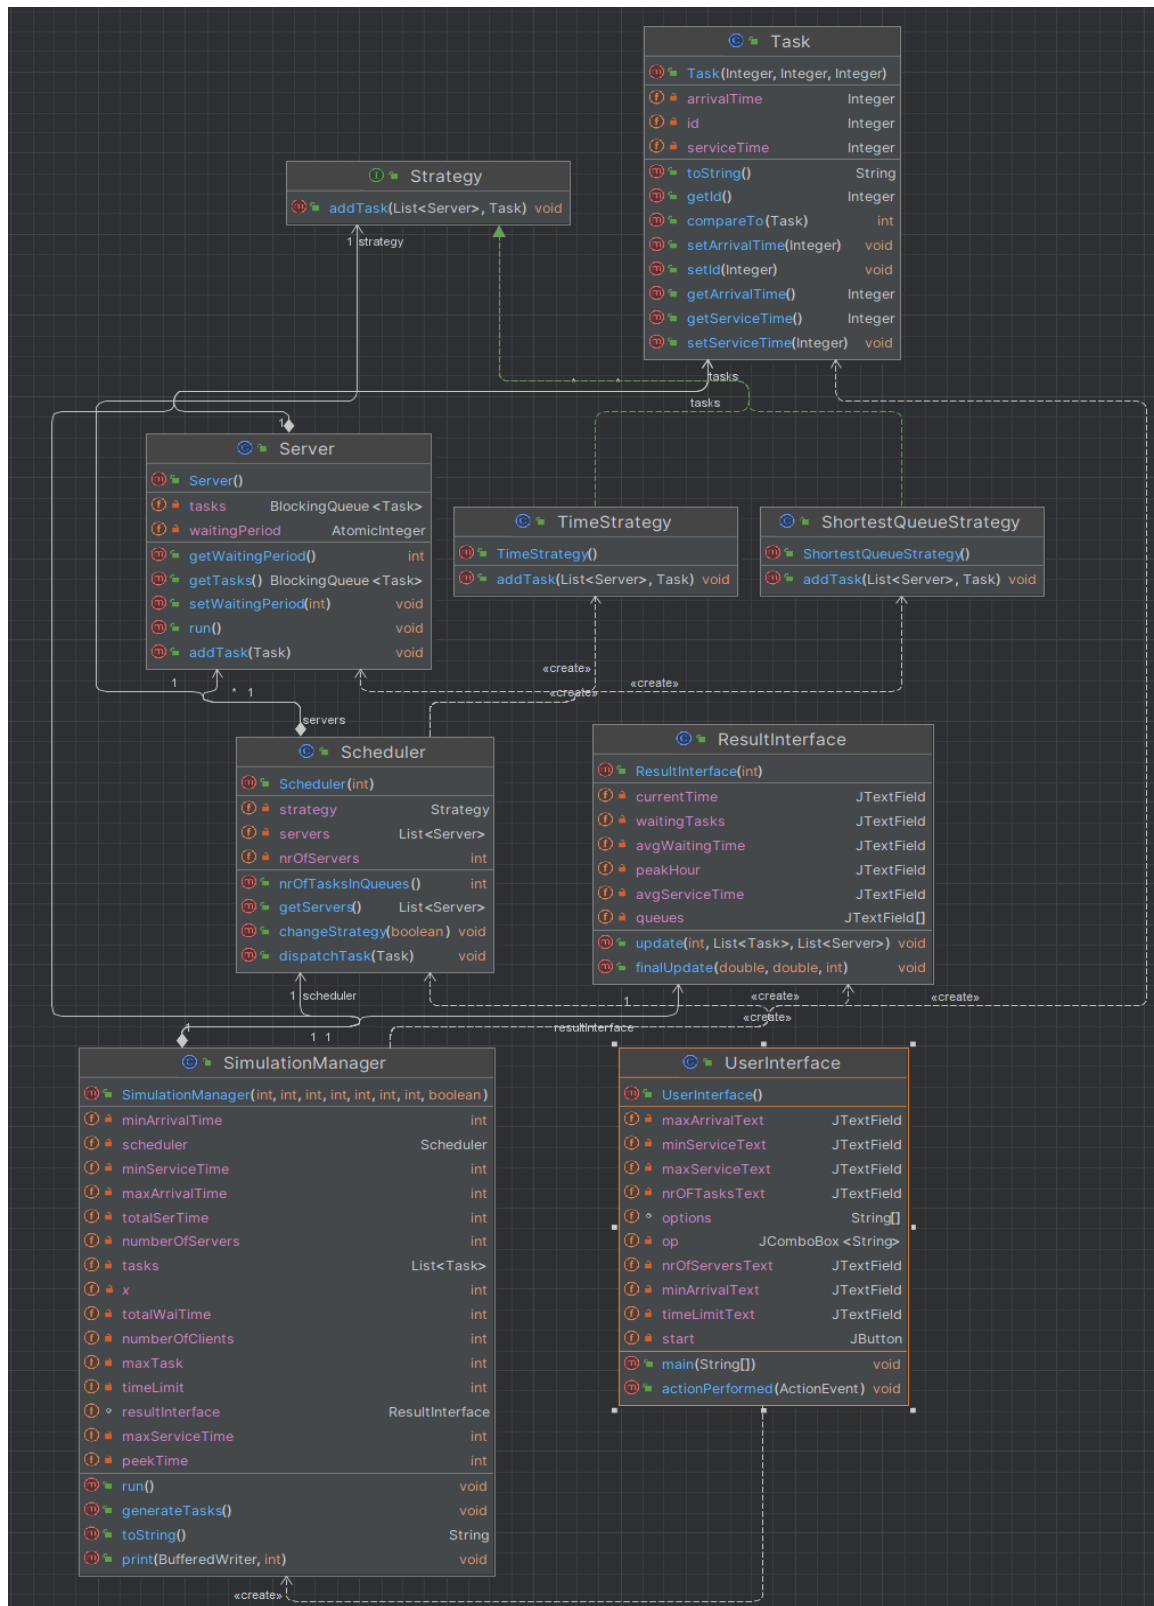 Task
Task(Integer, Integer, Integer)
arrivalTime Integer
id Integer
serviceTime Integer
toString() String
getId() Integer
compareTo(Task) int
setArrivalTime(Integer) void
setId(Integer) void
getArrivalTime() Integer
getServiceTime() Integer
setServiceTime(Integer) void
Strategy
addTask(List<Server>, Task) void
1 strategy
* *
tasks
tasks
1
Server
Server()
tasks BlockingQueue<Task>
waitingPeriod AtomicInteger
getWaitingPeriod() int
getTasks() BlockingQueue<Task>
setWaitingPeriod(int) void
run() void
addTask(Task) void
TimeStrategy
TimeStrategy()
addTask(List<Server>, Task) void
ShortestQueueStrategy
ShortestQueueStrategy()
addTask(List<Server>, Task) void
«create»
«create»
«create»
1 * 1
servers
Scheduler
Scheduler(int)
strategy Strategy
servers List<Server>
nrOfServers int
nrOfTasksInQueues() int
getServers() List<Server>
changeStrategy(boolean) void
dispatchTask(Task) void
ResultInterface
ResultInterface(int)
currentTime JTextField
waitingTasks JTextField
avgWaitingTime JTextField
peakHour JTextField
avgServiceTime JTextField
queues JTextField[]
update(int, List<Task>, List<Server>) void
finalUpdate(double, double, int) void
1 scheduler
1
«create»
«create»
«create»
resultInterface
1
1 1
SimulationManager
SimulationManager(int, int, int, int, int, int, int, boolean)
minArrivalTime int
scheduler Scheduler
minServiceTime int
maxArrivalTime int
totalSerTime int
numberOfServers int
tasks List<Task>
x int
totalWaiTime int
numberOfClients int
maxTask int
timeLimit int
resultInterface ResultInterface
maxServiceTime int
peekTime int
run() void
generateTasks() void
toString() String
print(BufferedWriter, int) void
UserInterface
UserInterface()
maxArrivalText JTextField
minServiceText JTextField
maxServiceText JTextField
nrOFTasksText JTextField
options String[]
op JComboBox<String>
nrOfServersText JTextField
minArrivalText JTextField
timeLimitText JTextField
start JButton
main(String[]) void
actionPerformed(ActionEvent) void
«create»